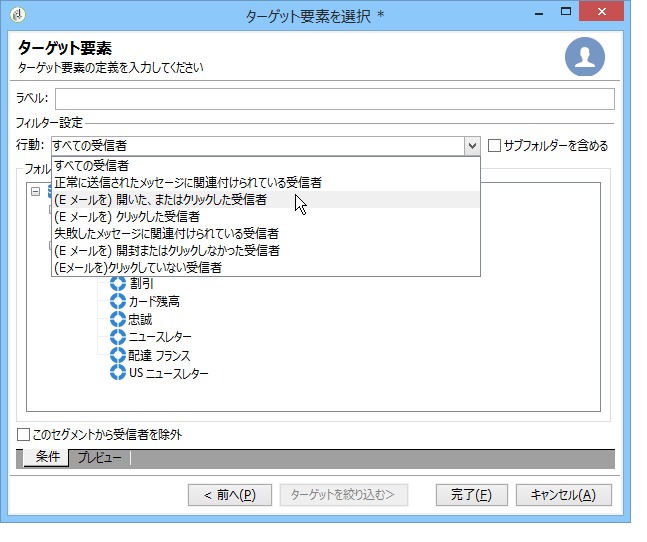 ターゲット要素を選択 *
ターゲット要素
ターゲット要素の定義を入力してください
ラベル:
フィルター設定
行動: すべての受信者 サブフォルダーを含める
フォル
すべての受信者
正常に送信されたメッセージに関連付けられている受信者
(E メールを) 開いた、またはクリックした受信者
(E メールを) クリックした受信者
失敗したメッセージに関連付けられている受信者
(E メールを) 開封またはクリックしなかった受信者
(Eメールを)クリックしていない受信者
割引
カード残高
忠誠
ニュースレター
配達 フランス
US ニュースレター
このセグメントから受信者を除外
条件 プレビュー
< 前へ(P) ターゲットを絞り込む> 完了(F) キャンセル(A)